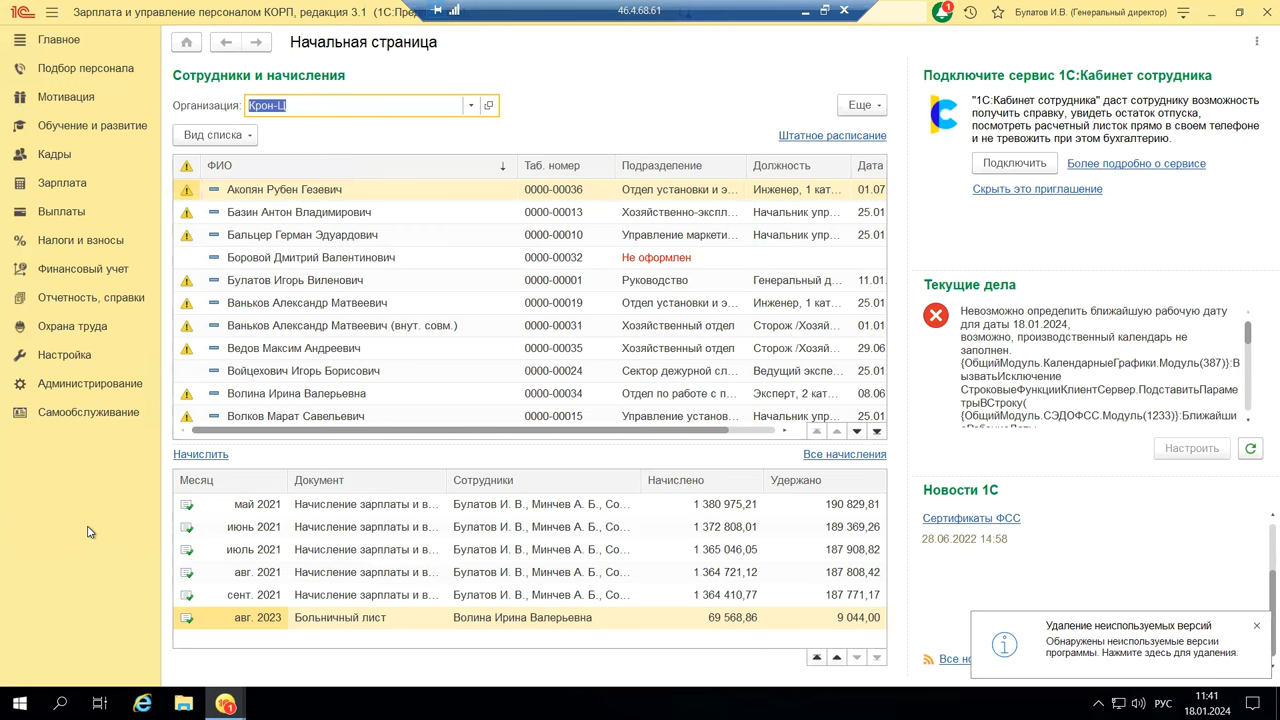 Зарплата и управление персоналом КОРП, редакция 3.1 (1С:Пре
46.4.68.61
1
Булатов И.В. (Генеральный директор)
Главное
Подбор персонала
Мотивация
Обучение и развитие
Кадры
Зарплата
Выплаты
Налоги и взносы
Финансовый учет
Отчетность, справки
Охрана труда
Настройка
Администрирование
Самообслуживание
Начальная страница
Сотрудники и начисления
Организация: Крон-Ц
Еще
Вид списка
Штатное расписание
ФИО Таб. номер Подразделение Должность Дата
Акопян Рубен Гезевич 0000-00036 Отдел установки и э... Инженер, 1 кат... 01.07
Базин Антон Владимирович 0000-00013 Хозяйственно-экспл... Начальник упр... 25.01
Бальцер Герман Эдуардович 0000-00010 Управление маркети... Начальник упр... 25.01
Боровой Дмитрий Валентинович 0000-00032 Не оформлен
Булатов Игорь Виленович 0000-00001 Руководство Генеральный д... 11.01
Ваньков Александр Матвеевич 0000-00019 Отдел установки и э... Инженер, 1 кат... 25.01
Ваньков Александр Матвеевич (внут. совм.) 0000-00031 Хозяйственный отдел Сторож /Хозяй... 01.01
Ведов Максим Андреевич 0000-00035 Хозяйственный отдел Сторож /Хозяй... 29.06
Войцехович Игорь Борисович 0000-00024 Сектор дежурной сл... Ведущий экспе... 25.01
Волина Ирина Валерьевна 0000-00034 Отдел по работе с п... Эксперт, 2 кат... 08.06
Волков Марат Савельевич 0000-00015 Управление установ... Начальник упр... 25.01
Начислить Все начисления
Месяц Документ Сотрудники Начислено Удержано
май 2021 Начисление зарплаты и в... Булатов И. В., Минчев А. Б., Со... 1 380 975,21 190 829,81
июнь 2021 Начисление зарплаты и в... Булатов И. В., Минчев А. Б., Со... 1 372 808,01 189 369,26
июль 2021 Начисление зарплаты и в... Булатов И. В., Минчев А. Б., Со... 1 365 046,05 187 908,82
авг. 2021 Начисление зарплаты и в... Булатов И. В., Минчев А. Б., Со... 1 364 721,12 187 808,42
сент. 2021 Начисление зарплаты и в... Булатов И. В., Минчев А. Б., Со... 1 364 410,77 187 771,17
авг. 2023 Больничный лист Волина Ирина Валерьевна 69 568,86 9 044,00
Подключите сервис 1С:Кабинет сотрудника
"1С:Кабинет сотрудника" даст сотруднику возможность
получить справку, увидеть остаток отпуска,
посмотреть расчетный листок прямо в своем телефоне
и не тревожить при этом бухгалтерию.
Подключить Более подробно о сервисе
Скрыть это приглашение
Текущие дела
Невозможно определить ближайшую рабочую дату
для даты 18.01.2024,
возможно, производственный календарь не
заполнен.
{ОбщийМодуль.КалендарныеГрафики.Модуль(387)}:В
ызватьИсключение
СтроковыеФункцииКлиентСервер.ПодставитьПараме
трыВСтроку(
{ОбщийМодуль.СЭДОФСС.Модуль(1233)}:Ближайш
Настроить
Новости 1С
Сертификаты ФСС
28.06.2022 14:58
Все но
Удаление неиспользуемых версий
Обнаружены неиспользуемые версии
программы. Нажмите здесь для удаления.
РУС
11:41
18.01.2024